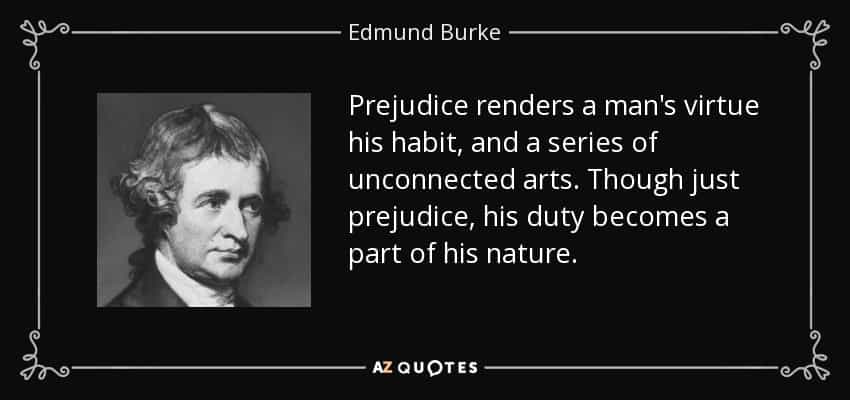 Edmund Burke
Prejudice renders a man's virtue
his habit, and a series of
unconnected arts. Though just
prejudice, his duty becomes a
part of his nature.
AZ QUOTES